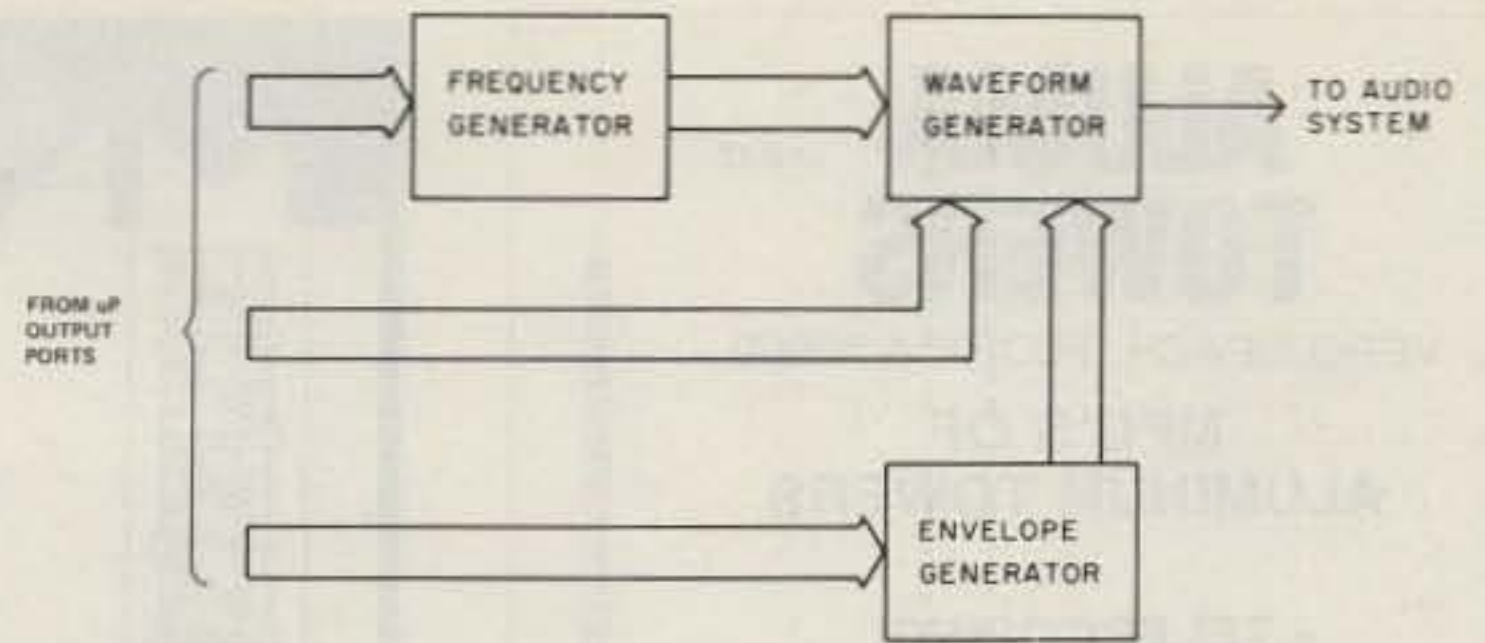 FREQUENCY
GENERATOR
WAVEFORM
GENERATOR
TO AUDIO
SYSTEM
FROM uP
OUTPUT
PORTS
ENVELOPE
GENERATOR